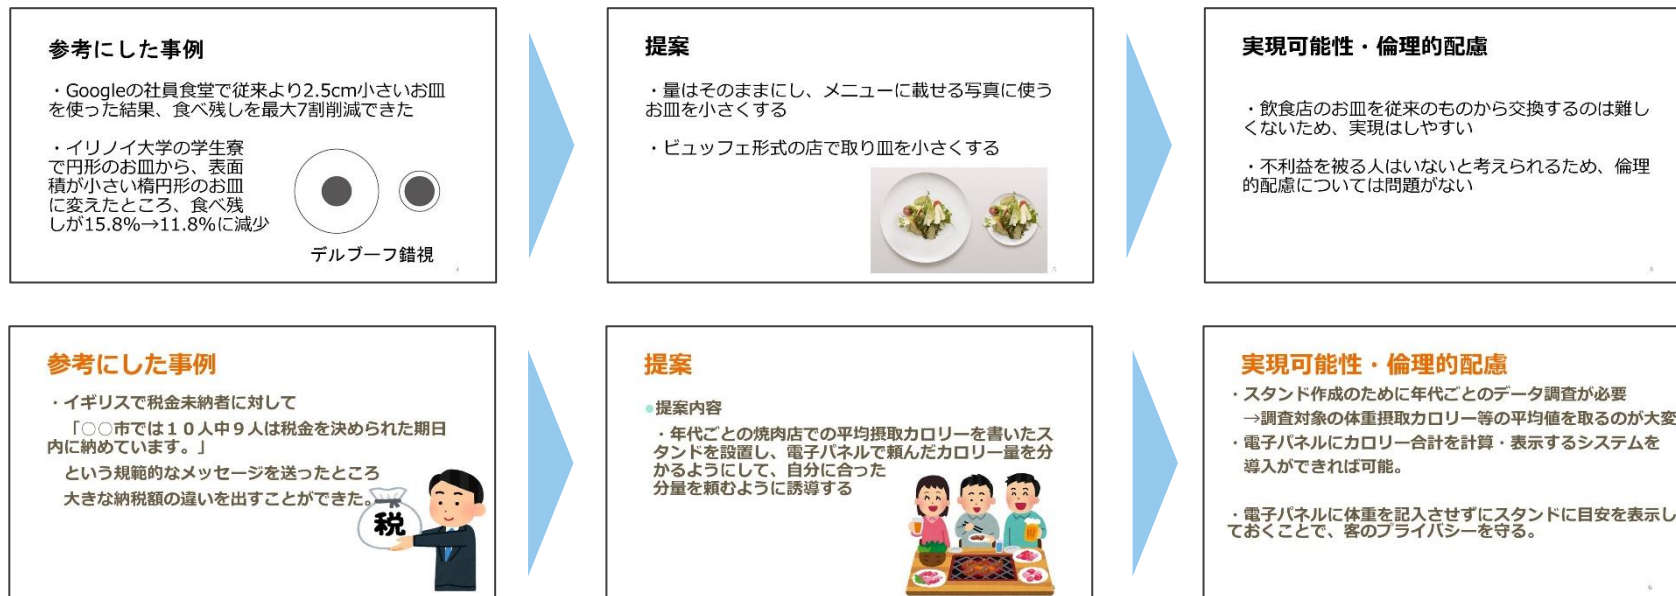 参考にした事例
・Googleの社員食堂で従来より2.5cm小さいお皿
を使った結果、食べ残しを最大7割削減できた
・イリノイ大学の学生寮
で円形のお皿から、表面
積が小さい楕円形のお皿
に変えたところ、食べ残
しが15.8%→11.8%に減少
デルブーフ錯視
4
提案
・量はそのままにし、メニューに載せる写真に使う
お皿を小さくする
・ビュッフェ形式の店で取り皿を小さくする
5
実現可能性・倫理的配慮
・飲食店のお皿を従来のものから交換するのは難し
くないため、実現はしやすい
・不利益を被る人はいないと考えられるため、倫理
的配慮については問題がない
参考にした事例
・イギリスで税金未納者に対して
「○○市では１０人中９人は税金を決められた期日
内に納めています。」
という規範的なメッセージを送ったところ
大きな納税額の違いを出すことができた。
税
提案
●提案内容
・年代ごとの焼肉店での平均摂取カロリーを書いたス
タンドを設置し、電子パネルで頼んだカロリー量を分
かるようにして、自分に合った
分量を頼むように誘導する
実現可能性・倫理的配慮
・スタンド作成のために年代ごとのデータ調査が必要
→調査対象の体重摂取カロリー等の平均値を取るのが大変
・電子パネルにカロリー合計を計算・表示するシステムを
導入ができれば可能。
・電子パネルに体重を記入させずにスタンドに目安を表示し
ておくことで、客のプライバシーを守る。
6